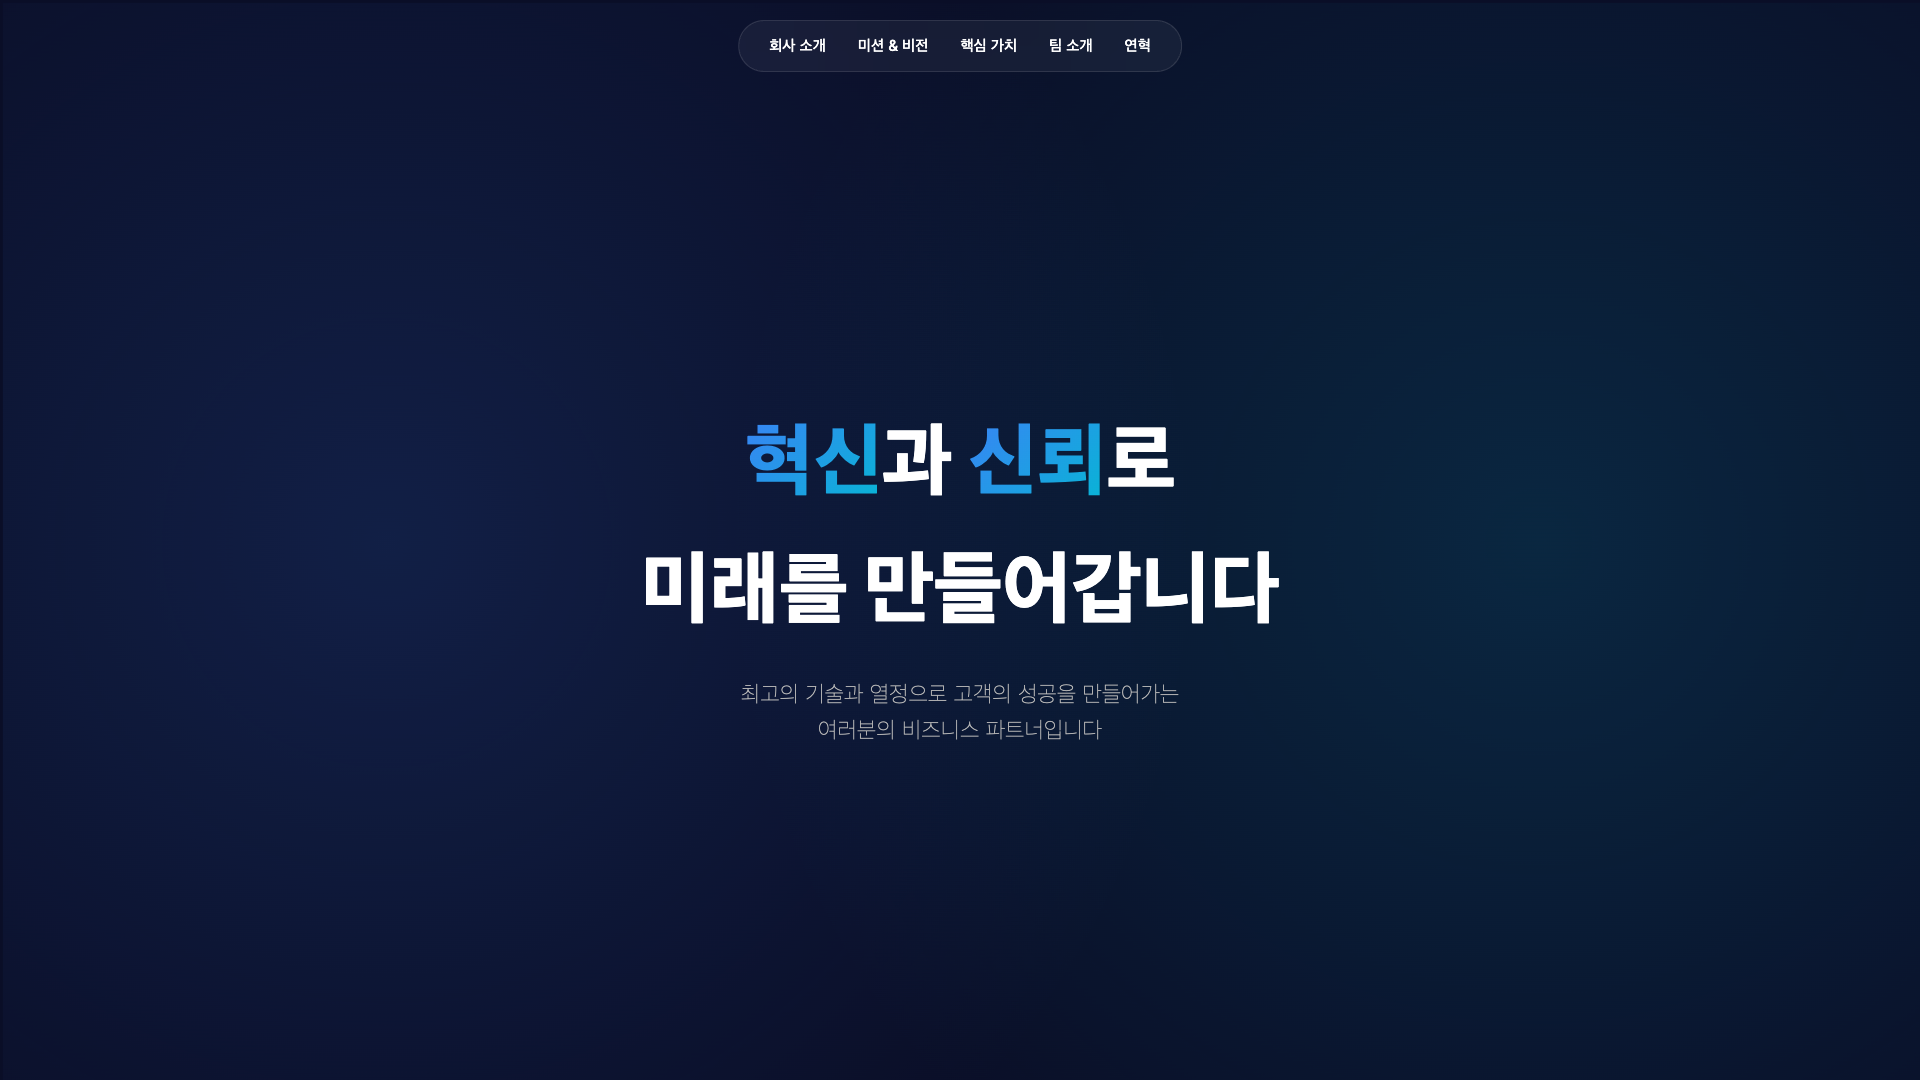 회사 소개 미션 & 비전 핵심 가치 팀 소개 연혁
혁신과 신뢰로
미래를 만들어갑니다
최고의 기술과 열정으로 고객의 성공을 만들어가는
여러분의 비즈니스 파트너입니다